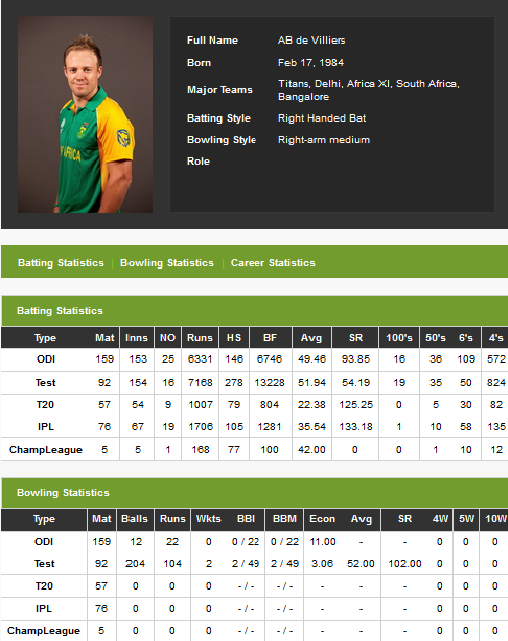 Full Name AB de Villiers
Born Feb 17, 1984
Major Teams Titans, Delhi, Africa XI, South Africa,
Bangalore
Batting Style Right Handed Bat
Bowling Style Right-arm medium
Role
AFRICA
Batting Statistics | Bowling Statistics | Career Statistics
Batting Statistics
Type Mat Inns NO Runs HS BF Avg SR 100's 50's 6's 4's
ODI 159 153 25 6331 146 6746 49.46 93.85 16 36 109 572
Test 92 154 16 7168 278 13228 51.94 54.19 19 35 50 824
T20 57 54 9 1007 79 804 22.38 125.25 0 5 30 82
IPL 76 67 19 1706 105 1281 35.54 133.18 1 10 58 135
ChampLeague 5 5 1 168 77 100 42.00 0 0 1 10 12
Bowling Statistics
Type Mat Balls Runs Wkts BBI BBM Econ Avg SR 4W 5W 10W
ODI 159 12 22 0 0 / 22 0 / 22 11.00 - - 0 0 0
Test 92 204 104 2 2 / 49 2 / 49 3.06 52.00 102.00 0 0 0
T20 57 0 0 0 - / - - / - - - - 0 0 0
IPL 76 0 0 0 - / - - / - - - - 0 0 0
ChampLeague 5 0 0 0 - / - - / - - - - 0 0 0